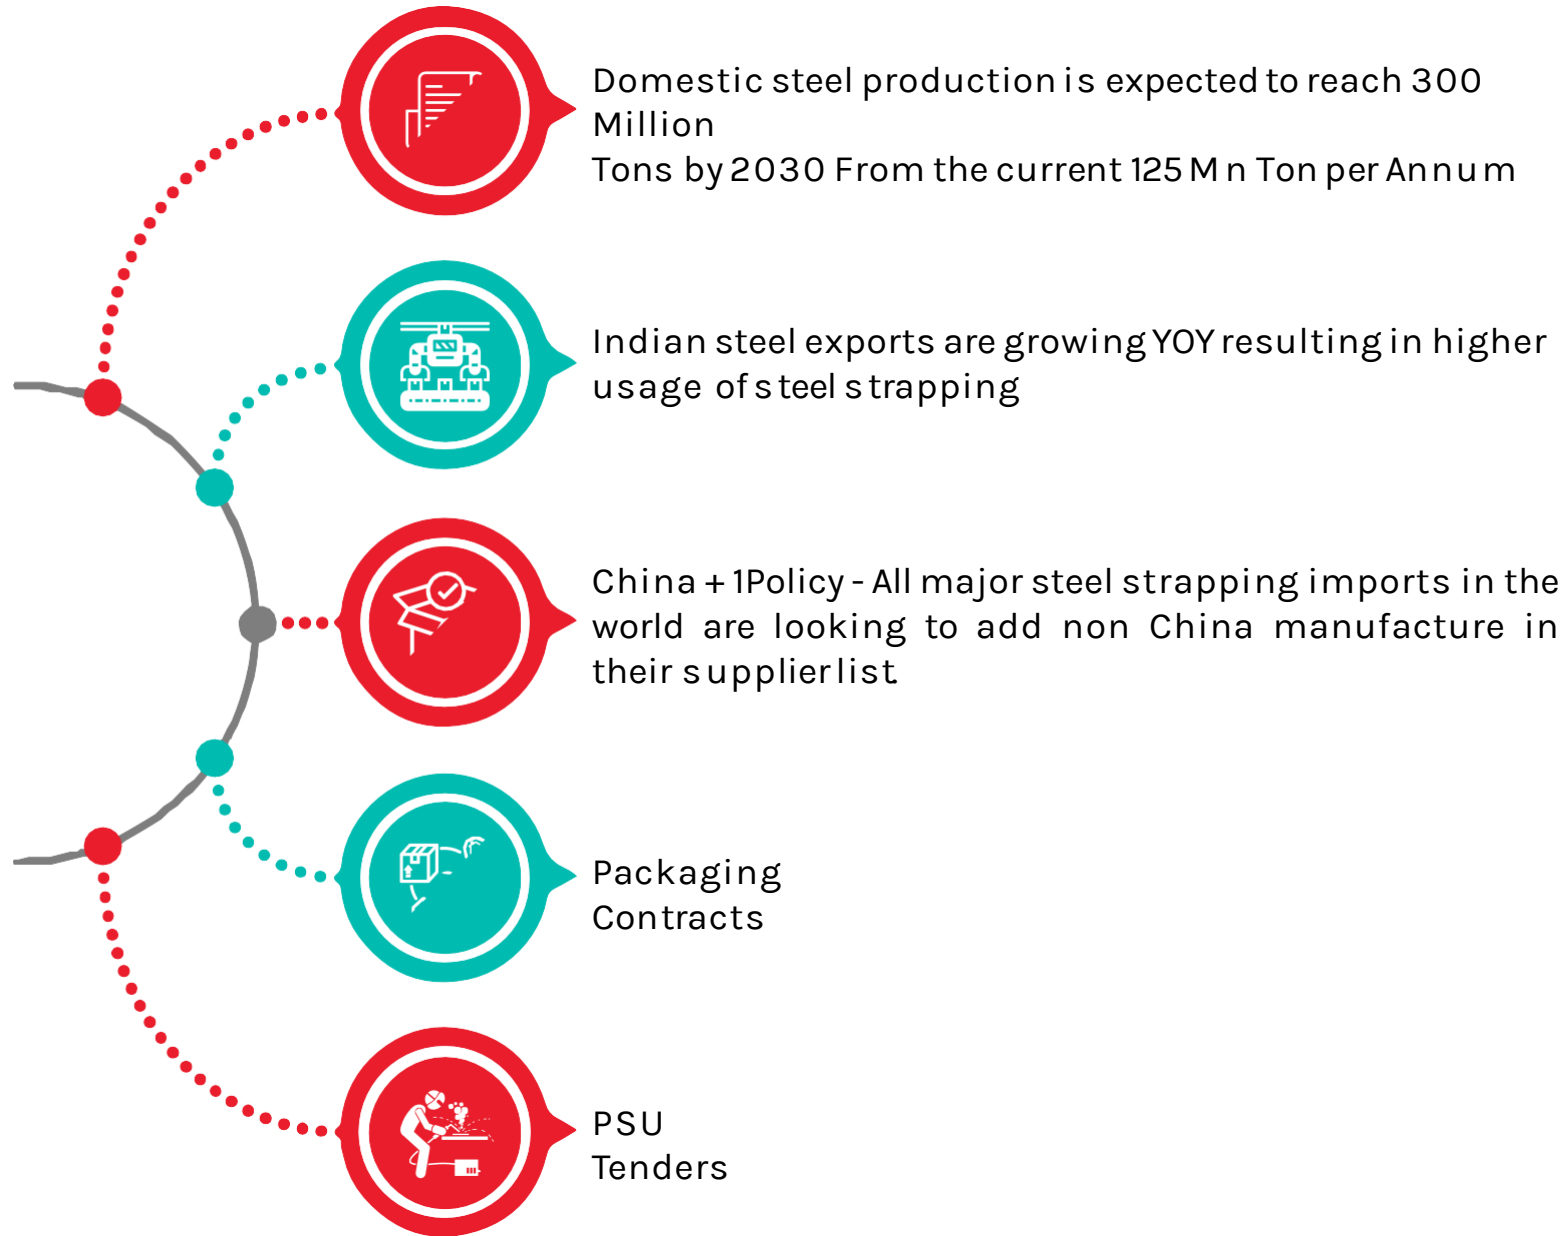 Domestic steel production is expected to reach 300
Million
Tons by 2030 From the current 125 Mn Ton per Annum
Indian steel exports are growing YOY resulting in higher
usage of steel strapping
China + 1Policy - All major steel strapping imports in the
world are looking to add non China manufacture in
their supplier list.
Packaging
Contracts
PSU
Tenders